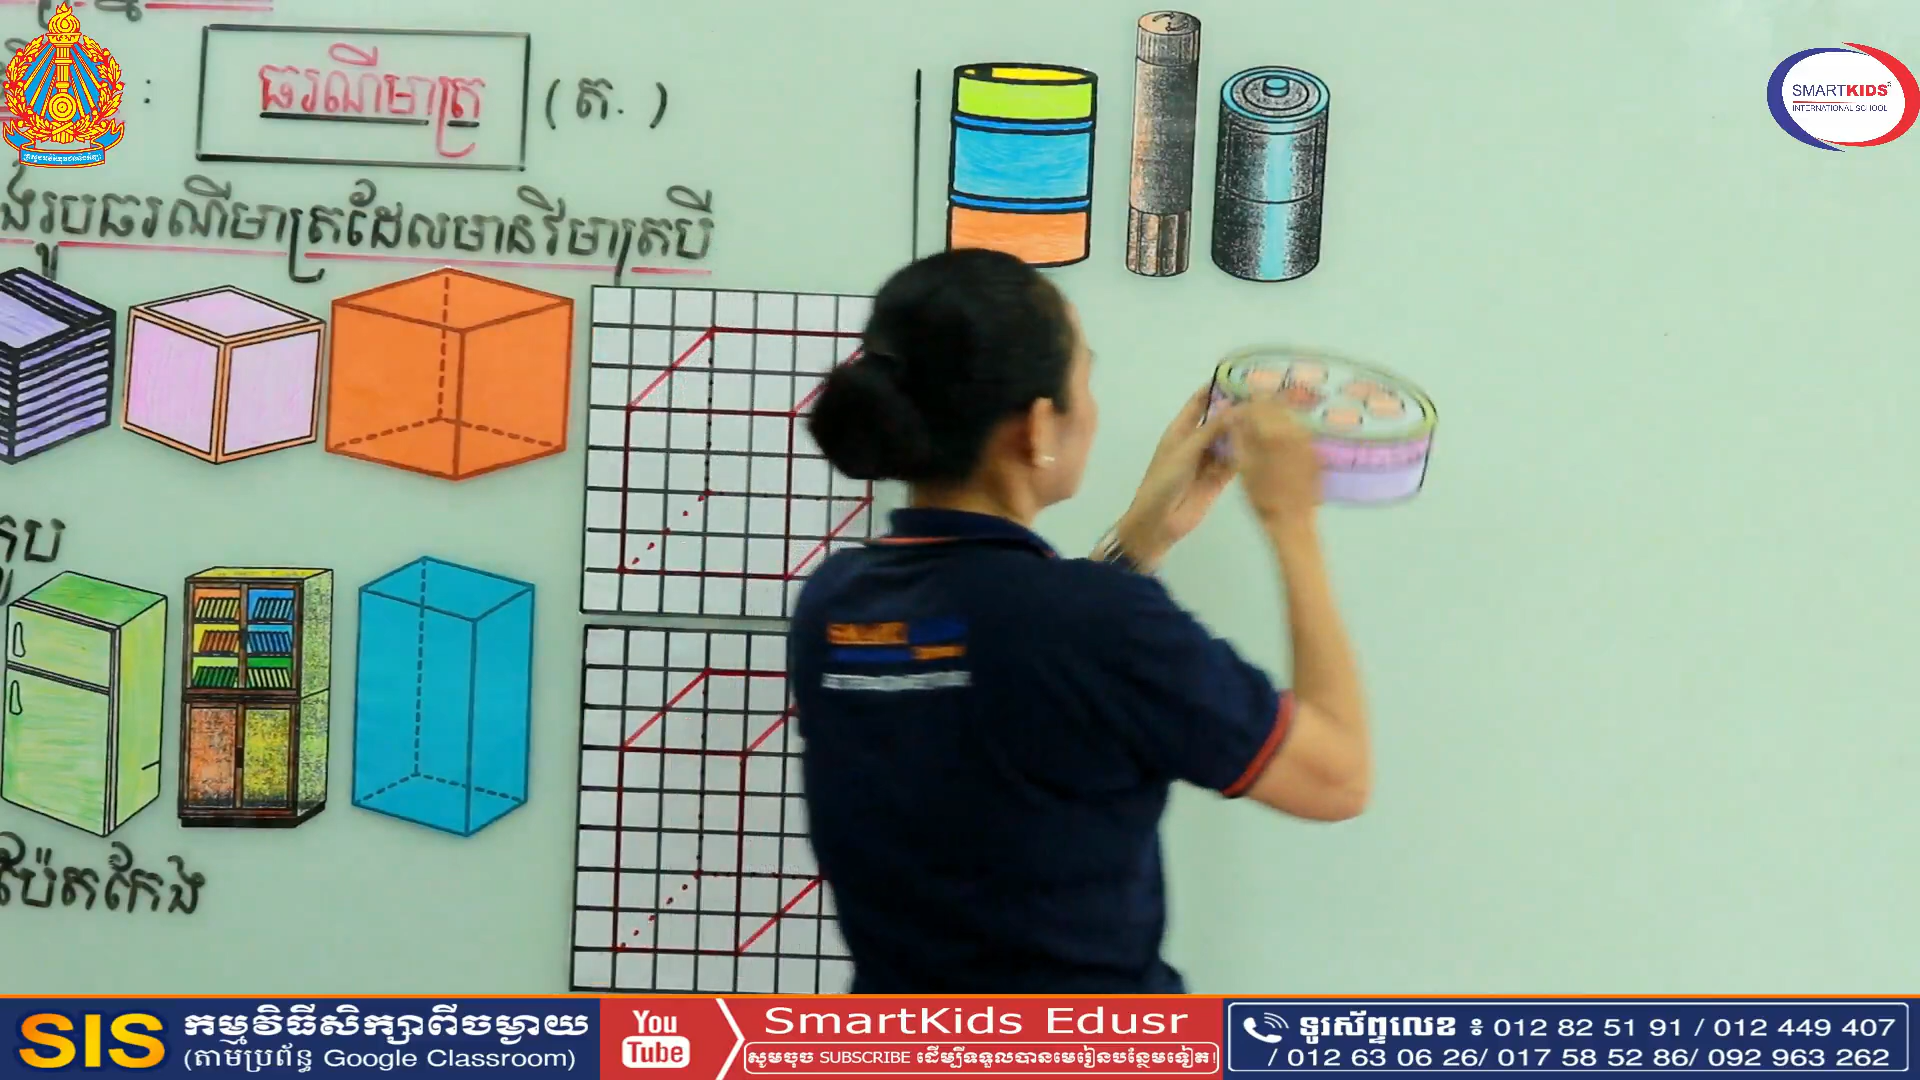 ធរណីមាត្រ (ត.)
រូបធរណីមាត្រដែលមានវិមាត្របី
SMARTKIDS
INTERNATIONAL SCHOOL
គូប
កែង
SIS
កម្មវិធីសិក្សាពីចម្ងាយ
(តាមប្រព័ន្ធ Google Classroom)
You
Tube
SmartKids Edusr
សូមចុច SUBSCRIBE ដើម្បីទទួលបានមេរៀនបន្ថែមទៀត!
ទូរស័ព្ទលេខ ៖ 012 82 51 91 / 012 449 407
/ 012 63 06 26/ 017 58 52 86/ 092 963 262